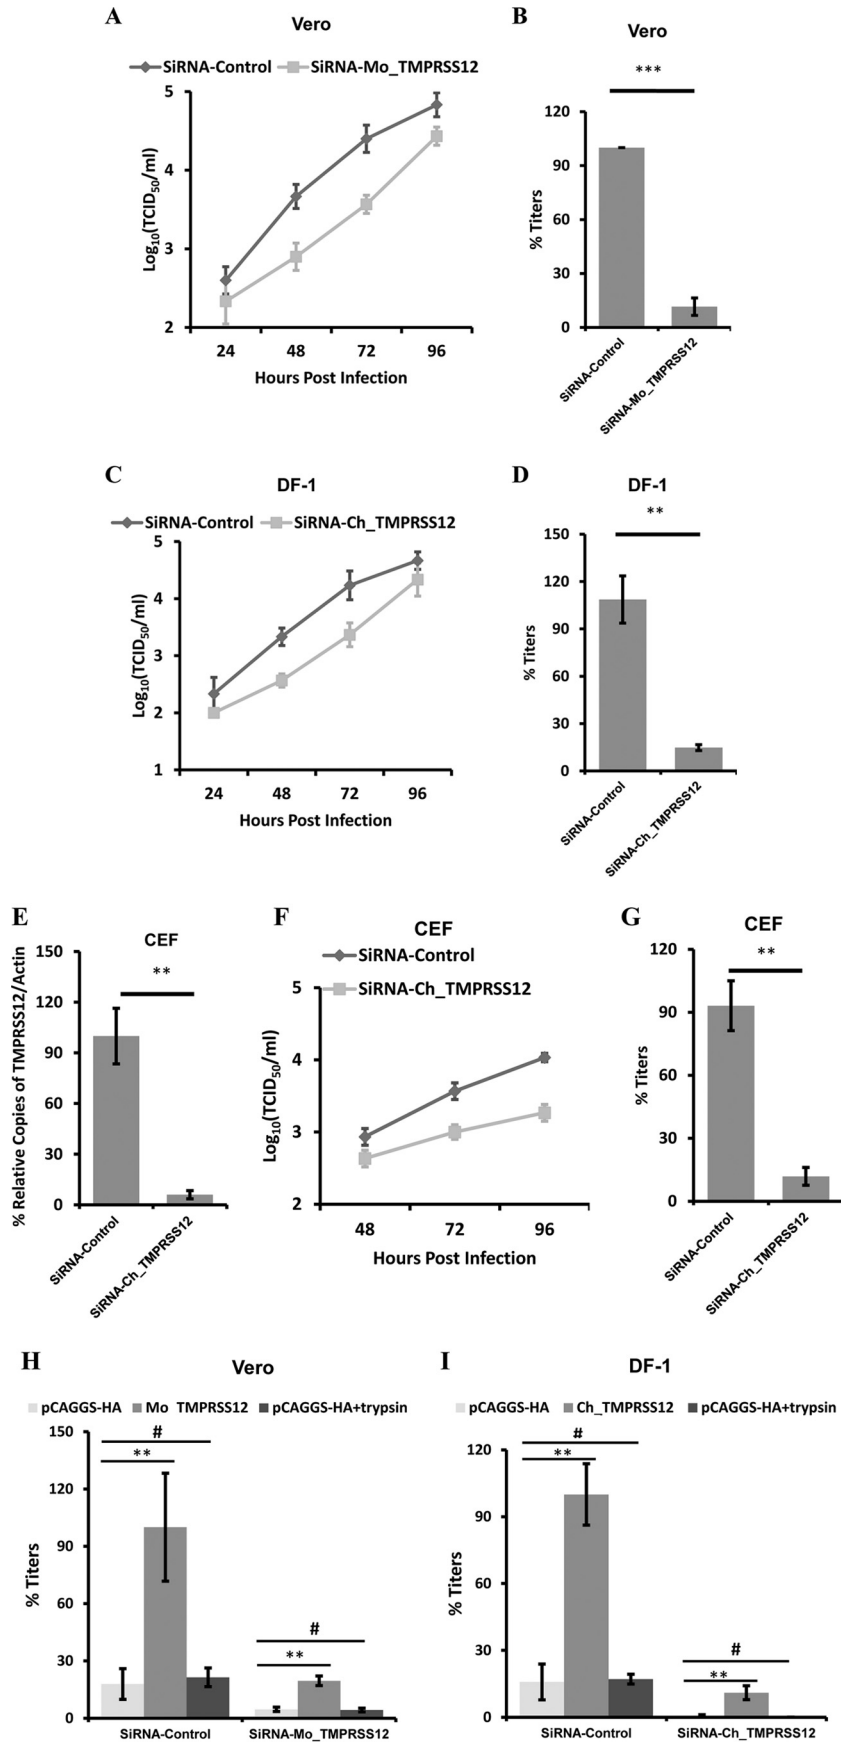 A
Vero
SiRNA-Control SiRNA-Mo_TMPRSS12
Log10(TCID50/ml)
5
4
3
2
24 48 72 96
Hours Post Infection
B
Vero
***
% Titers
120
90
60
30
0
SiRNA-Control
SiRNA-Mo_TMPRSS12
C
DF-1
SiRNA-Control SiRNA-Ch_TMPRSS12
Log10(TCID50/ml)
5
4
3
2
1
24 48 72 96
Hours Post Infection
D
DF-1
**
% Titers
150
120
90
60
30
0
SiRNA-Control
SiRNA-Ch_TMPRSS12
E
CEF
**
% Relative Copies of TMPRSS12/Actin
150
120
90
60
30
0
SiRNA-Control
SiRNA-Ch_TMPRSS12
F
CEF
SiRNA-Control
SiRNA-Ch_TMPRSS12
Log10(TCID50/ml)
5
4
3
2
48 72 96
Hours Post Infection
G
CEF
**
% Titers
120
90
60
30
0
SiRNA-Control
SiRNA-Ch_TMPRSS12
H
Vero
pCAGGS-HA Mo TMPRSS12 pCAGGS-HA+trypsin
#
**
% Titers
150
120
90
60
30
0
#
**
SiRNA-Control SiRNA-Mo_TMPRSS12
I
DF-1
pCAGGS-HA Ch_TMPRSS12 pCAGGS-HA+trypsin
#
**
% Titers
120
90
60
30
0
#
**
SiRNA-Control SiRNA-Ch_TMPRSS12